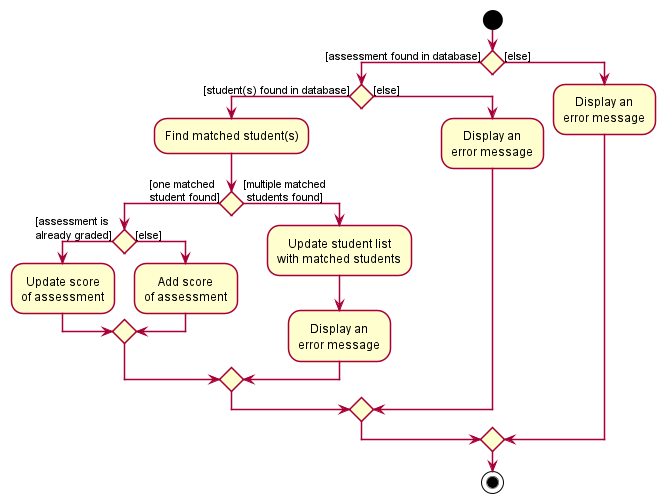 [assessment found in database]
[else]
[student(s) found in database]
[else]
Display an
error message
Find matched student(s)
Display an
error message
[one matched
student found]
[multiple matched
students found]
[assessment is
already graded]
[else]
Update student list
with matched students
Update score
of assessment
Add score
of assessment
Display an
error message